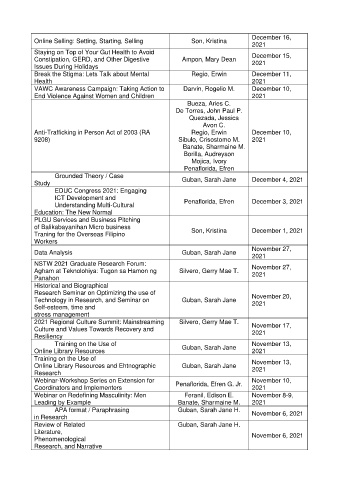 Online Selling: Setting, Starting, Selling
Son, Kristina
December 16,
2021
Staying on Top of Your Gut Health to Avoid
Constipation, GERD, and Other Digestive
Issues During Holidays
Ampon, Mary Dean
December 15,
2021
Break the Stigma: Lets Talk about Mental
Health
Regio, Erwin
December 11,
2021
VAWC Awareness Campaign: Taking Action to
End Violence Against Women and Children
Darvin, Rogelio M.
December 10,
2021
Anti-Trafficking in Person Act of 2003 (RA
9208)
Bueza, Aries C.
De Torres, John Paul P.
Quezada, Jessica
Avon C.
Regio, Erwin
Sibulo, Crisostomo M.
Banate, Sharmaine M.
Borilla, Audreyson
Mojica, Ivory
Penaflorida, Efren
December 10,
2021
Grounded Theory / Case
Study
Guban, Sarah Jane
December 4, 2021
EDUC Congress 2021: Engaging
ICT Development and
Understanding Multi-Cultural
Education: The New Normal
Penaflorida, Efren
December 3, 2021
PLGU Services and Business Pitching
of Balikabayanihan Micro business
Traning for the Overseas Filipino
Workers
Son, Kristina
December 1, 2021
Data Analysis
Guban, Sarah Jane
November 27,
2021
NSTW 2021 Graduate Research Forum:
Agham at Teknolohiya: Tugon sa Hamon ng
Panahon
Silvero, Gerry Mae T.
November 27,
2021
Historical and Biographical
Research Seminar on Optimizing the use of
Technology in Research, and Seminar on
Self-esteem, time and
stress management
Guban, Sarah Jane
November 20,
2021
2021 Regional Culture Summit: Mainstreaming
Culture and Values Towards Recovery and
Resiliency
Silvero, Gerry Mae T.
November 17,
2021
Training on the Use of
Online Library Resources
Guban, Sarah Jane
November 13,
2021
Training on the Use of
Online Library Resources and Ehtnographic
Research
Guban, Sarah Jane
November 13,
2021
Webinar-Workshop Series on Extension for
Coordinators and Implementers
Penaflorida, Efren G. Jr.
November 10,
2021
Webinar on Redefining Masculinity: Men
Leading by Example
Feranil, Edison E.
Banate, Sharmaine M.
November 8-9,
2021
APA format / Paraphrasing
in Research
Guban, Sarah Jane H.
November 6, 2021
Review of Related
Literature,
Phenomenological
Research, and Narrative
Guban, Sarah Jane H.
November 6, 2021